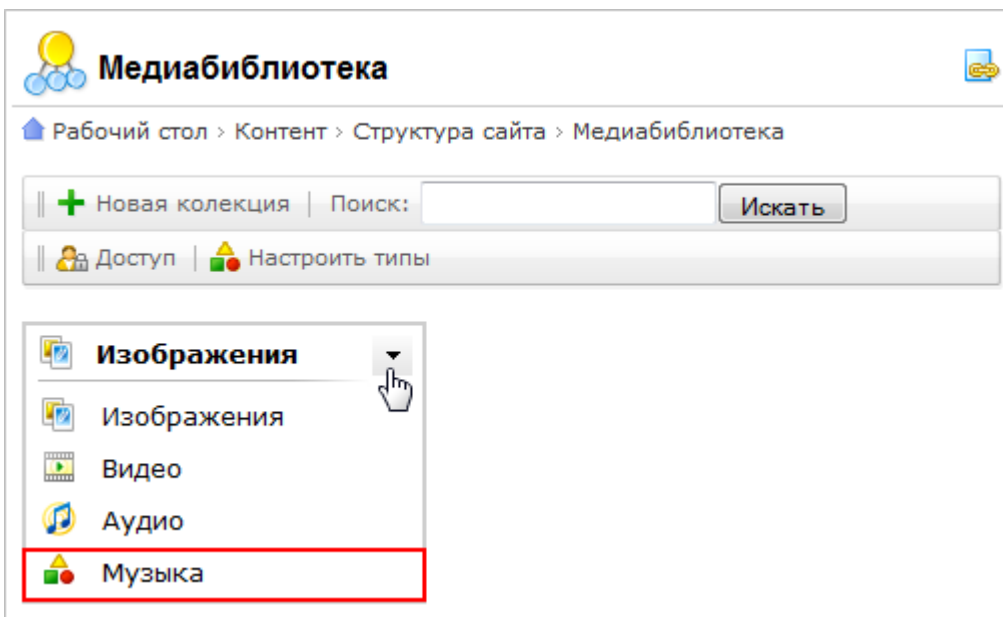 Медиабиблиотека
Рабочий стол › Контент › Структура сайта › Медиабиблиотека
Новая колекция | Поиск: Искать
Доступ | Настроить типы
Изображения
Изображения
Видео
Аудио
Музыка